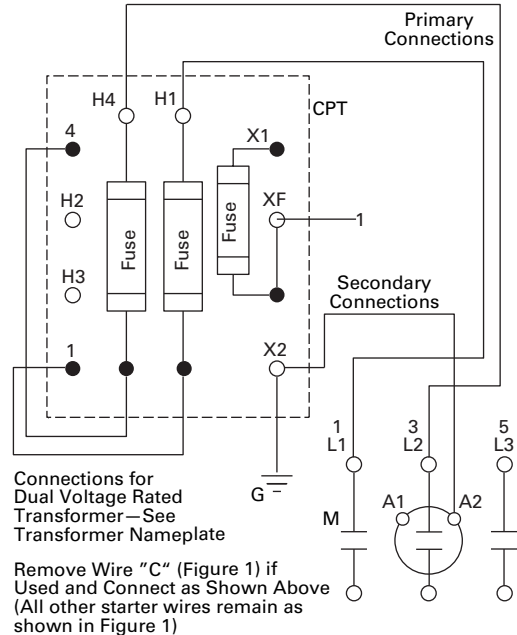 Primary
Connections
H4
H1
CPT
4
X1
H2
Fuse
Fuse
Fuse
XF
1
H3
Secondary
Connections
1
X2
1
L1
3
L2
5
L3
G
A1
A2
M
Connections for
Dual Voltage Rated
Transformer—See
Transformer Nameplate
Remove Wire ”C“ (Figure 1) if
Used and Connect as Shown Above
(All other starter wires remain as
shown in Figure 1)